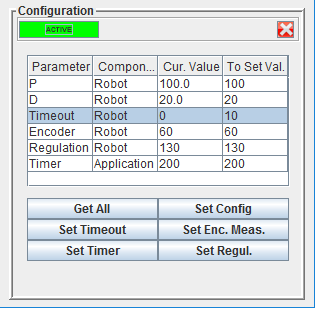 Configuration
ACTIVE
Parameter Compon... Cur. Value To Set Val.
P Robot 100.0 100
D Robot 20.0 20
Timeout Robot 0 10
Encoder Robot 60 60
Regulation Robot 130 130
Timer Application 200 200
Get All Set Config
Set Timeout Set Enc. Meas.
Set Timer Set Regul.